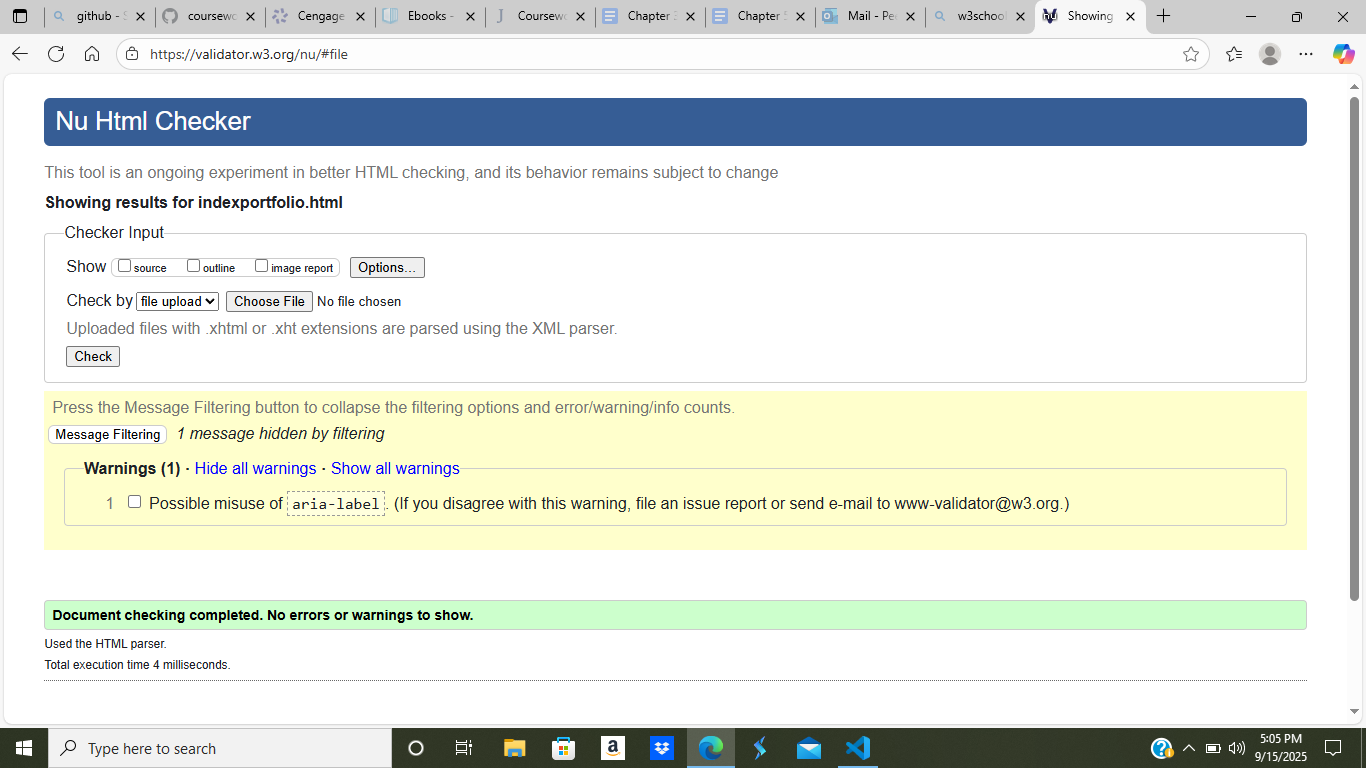 github - S
coursewo
Cengage
Ebooks -
Coursewo
Chapter 3
Chapter 5
Mail - Pe
w3school
Showing
https://validator.w3.org/nu/#file
Nu Html Checker
This tool is an ongoing experiment in better HTML checking, and its behavior remains subject to change
Showing results for indexportfolio.html
Checker Input
Show source outline image report Options...
Check by file upload Choose File No file chosen
Uploaded files with .xhtml or .xht extensions are parsed using the XML parser.
Check
Press the Message Filtering button to collapse the filtering options and error/warning/info counts.
Message Filtering 1 message hidden by filtering
Warnings (1) · Hide all warnings · Show all warnings
1 Possible misuse of aria-label. (If you disagree with this warning, file an issue report or send e-mail to www-validator@w3.org.)
Document checking completed. No errors or warnings to show.
Used the HTML parser.
Total execution time 4 milliseconds.
Type here to search
5:05 PM
9/15/2025